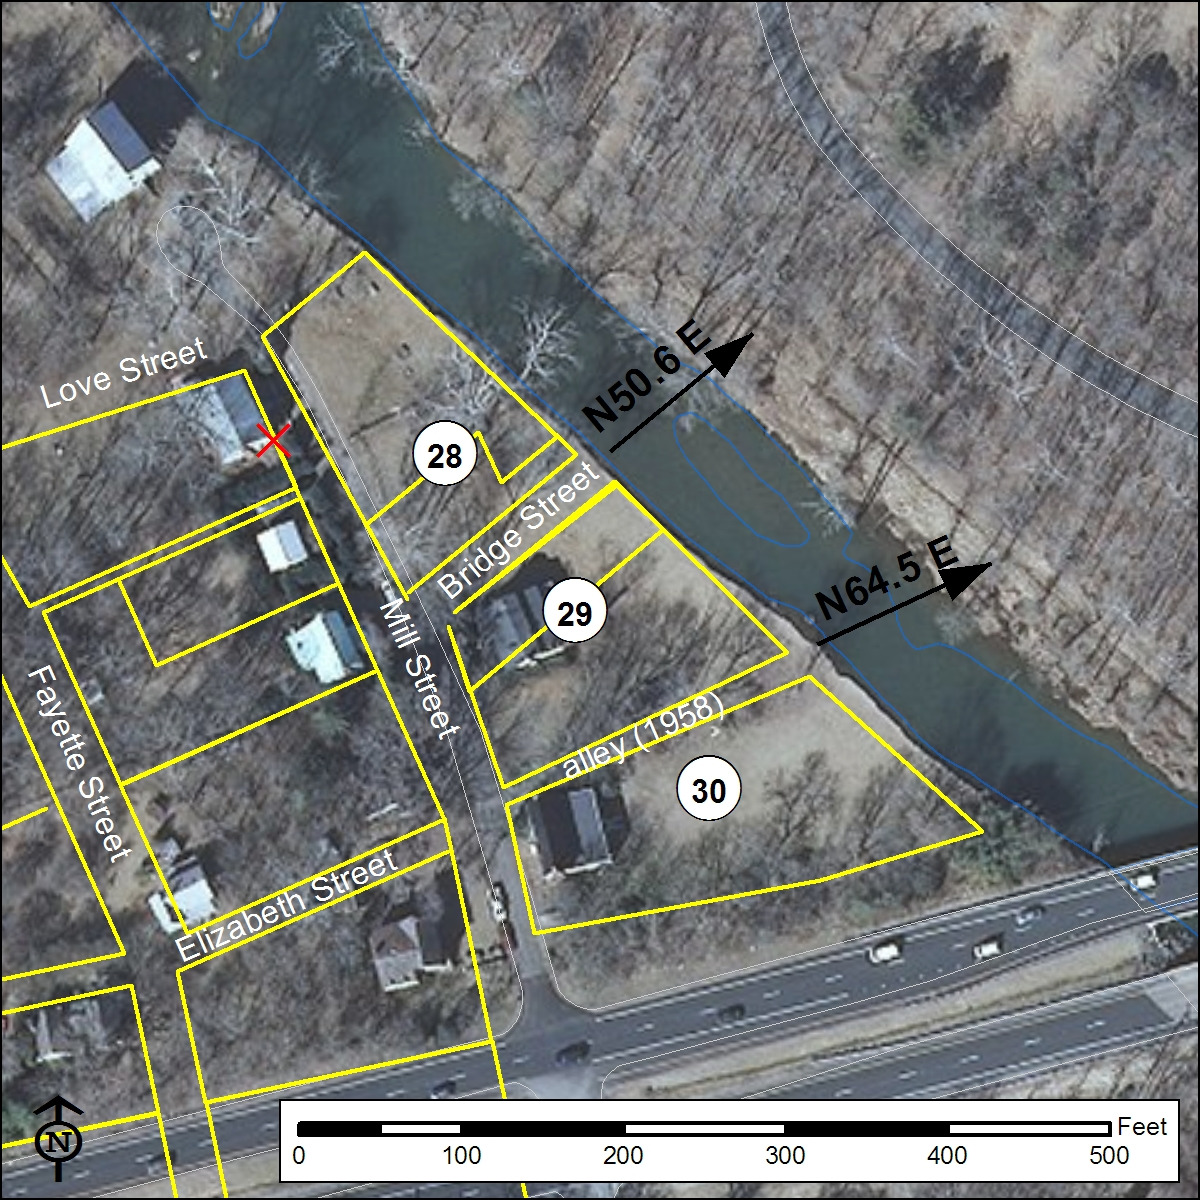 Love Street
N50.6 E
28
Bridge Street
N64.5 E
29
Mill Street
Fayette Street
alley (1958)
30
Elizabeth Street
N
Feet
0 100 200 300 400 500